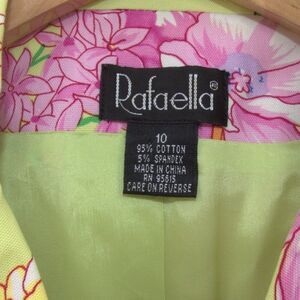 Rafaella®
10
95% COTTON
5% SPANDEX
MADE IN CHINA
RN 95615
CARE ON REVERSE